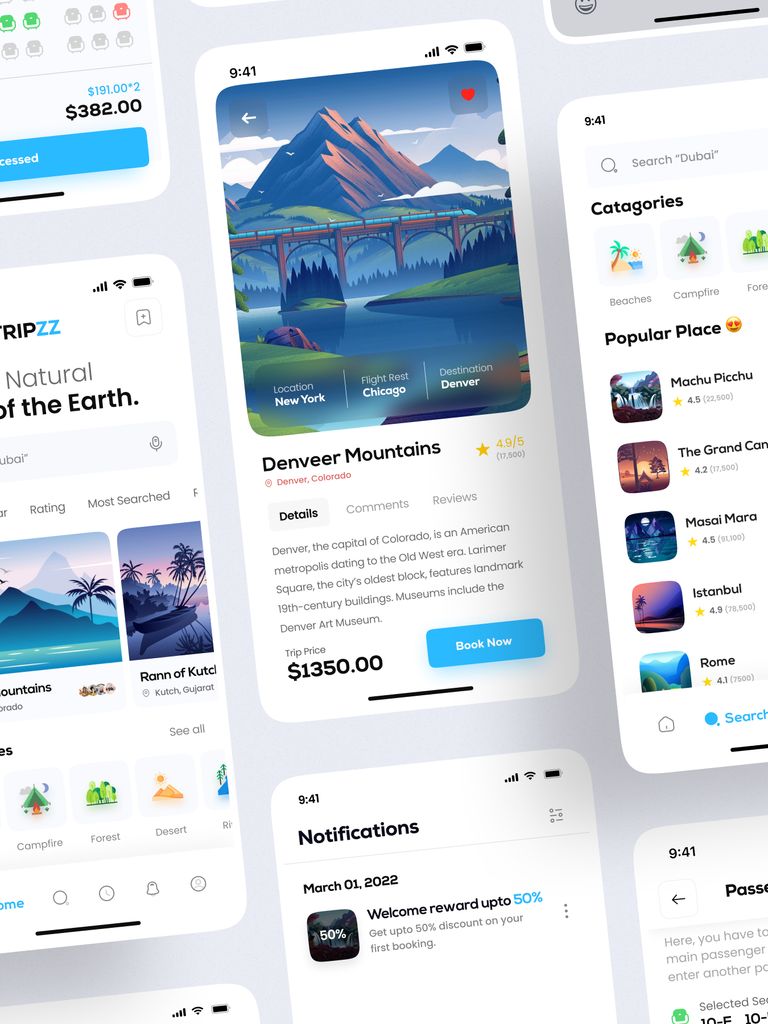 $191.00*2
$382.00
cessed
TRIPZZ
Natural
of the Earth.
ubai”
ar
Rating
Most Searched
ountains
orado
Rann of Kutch
Kutch, Gujarat
es
See all
Campfire
Forest
Desert
Ri
ome
9:41
Location
New York
Flight Rest
Chicago
Destination
Denver
Denveer Mountains
4.9/5
(17,500)
Denver, Colorado
Details
Comments
Reviews
Denver, the capital of Colorado, is an American
metropolis dating to the Old West era. Larimer
Square, the city’s oldest block, features landmark
19th-century buildings. Museums include the
Denver Art Museum.
Trip Price
$1350.00
Book Now
9:41
Notifications
March 01, 2022
50%
Welcome reward upto 50%
Get upto 50% discount on your
first booking.
9:41
Search “Dubai”
Catagories
Beaches
Campfire
Fore
Popular Place
Machu Picchu
4.5 (22,500)
The Grand Can
4.2 (17,500)
Masai Mara
4.5 (91,100)
Istanbul
4.9 (78,500)
Rome
4.1 (7500)
Search
9:41
Passe
Here, you have to
main passenger
enter another pa
Selected Sea
10-E